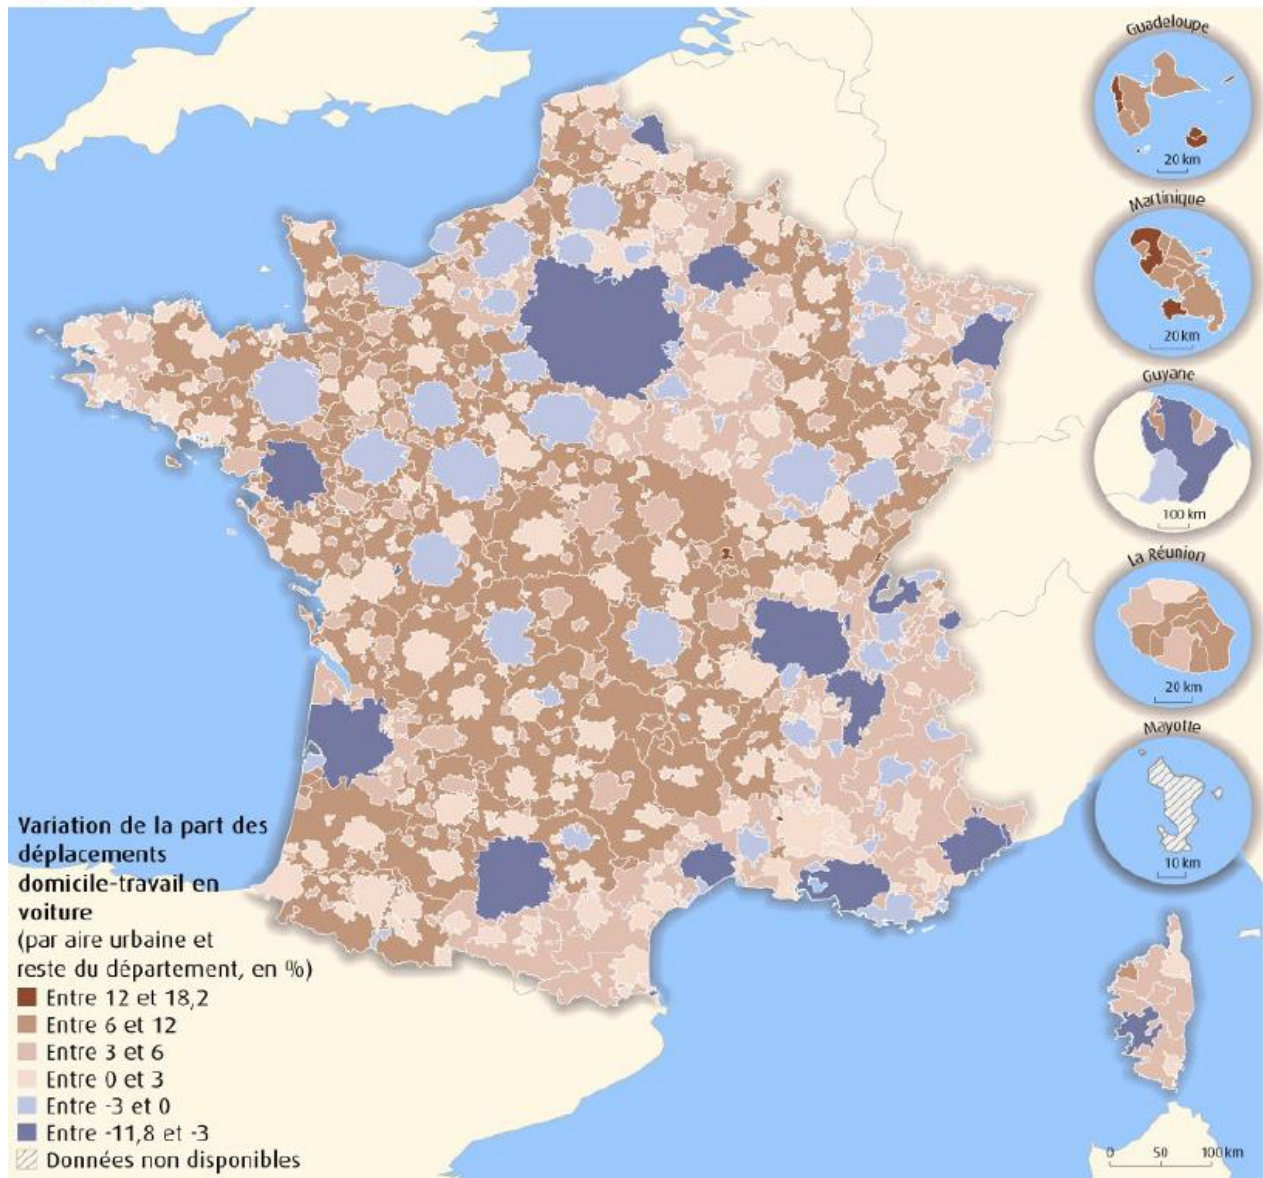 Guadeloupe
20 km
Martinique
20 km
Guyane
100 km
La Réunion
20 km
Mayotte
10 km
Variation de la part des
déplacements
domicile-travail en
voiture
(par aire urbaine et
reste du département, en %)
Entre 12 et 18,2
Entre 6 et 12
Entre 3 et 6
Entre 0 et 3
Entre -3 et 0
Entre -11,8 et -3
Données non disponibles
0 50 100 km